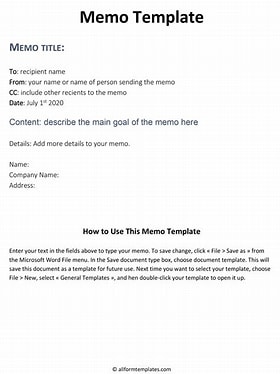 Memo Template
MEMO TITLE:
To: recipient name
From: your name or name of person sending the memo
CC: include other recients to the memo
Date: July 1st 2020
Content: describe the main goal of the memo here
Details: Add more details to your memo.
Name:
Company Name:
Address:
How to Use This Memo Template
Enter your text in the fields above to type your memo. To save change, click « File > Save as » from
the Microsoft Word File menu. In the Save document type box, choose document template. This will
save this document as a template for future use. Next time you want to select your template, choose
File > New, select « General Templates », and hen double-click your template to open it up.
© allformtemplates.com